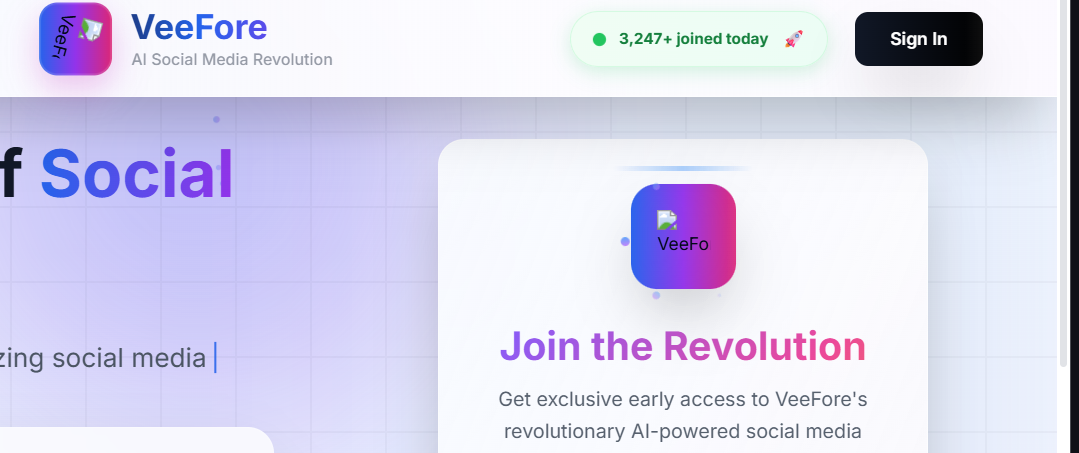 VeeFore
AI Social Media Revolution
3,247+ joined today
Sign In
f Social
zing social media
VeeFo
Join the Revolution
Get exclusive early access to VeeFore's
revolutionary AI-powered social media